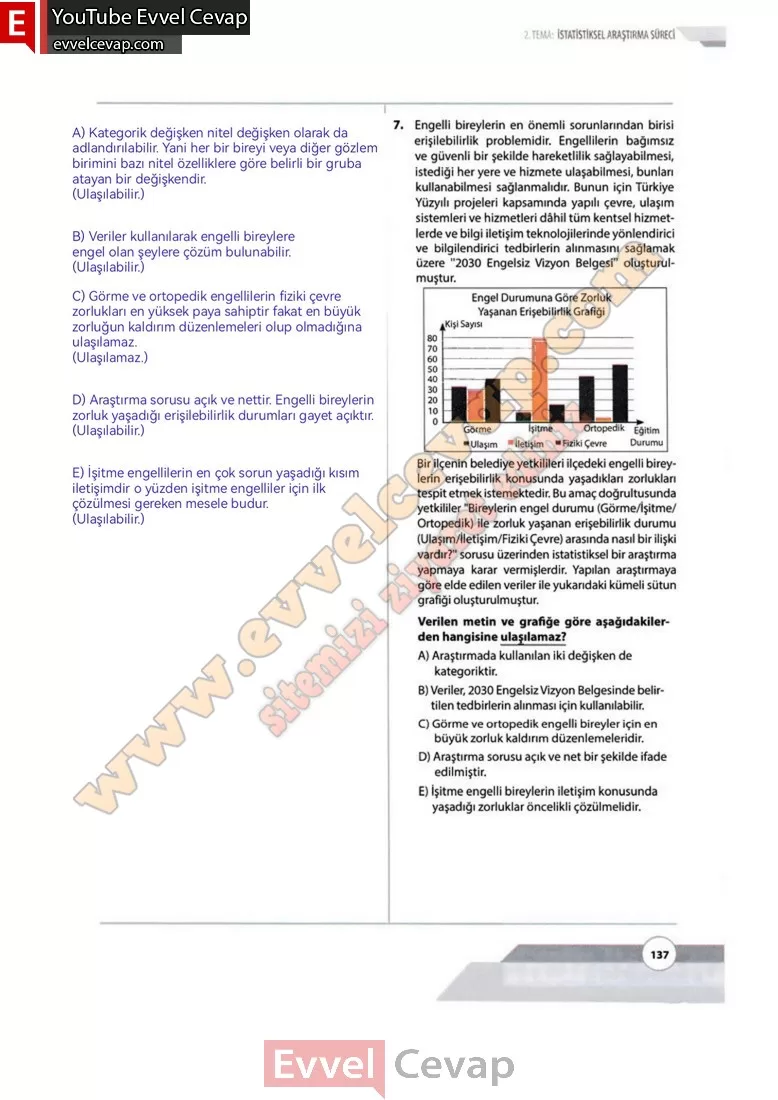 E
YouTube Evvel Cevap
evvelcevap.com
2. TEMA: İSTATİSTİKSEL ARAŞTIRMA SÜRECİ
A) Kategorik değişken nitel değişken olarak da
adlandırılabilir. Yani her bir bireyi veya diğer gözlem
birimini bazı nitel özelliklere göre belirli bir gruba
atayan bir değişkendir.
(Ulaşılabilir.)
B) Veriler kullanılarak engelli bireylere
engel olan şeylere çözüm bulunabilir.
(Ulaşılabilir.)
C) Görme ve ortopedik engellilerin fiziki çevre
zorlukları en yüksek paya sahiptir fakat en büyük
zorluğun kaldırım düzenlemeleri olup olmadığına
ulaşılamaz.
(Ulaşılamaz.)
D) Araştırma sorusu açık ve nettir. Engelli bireylerin
zorluk yaşadığı erişilebilirlik durumları gayet açıktır.
(Ulaşılabilir.)
E) İşitme engellilerin en çok sorun yaşadığı kısım
iletişimdir o yüzden işitme engelliler için ilk
çözülmesi gereken mesele budur.
(Ulaşılabilir.)
7. Engelli bireylerin en önemli sorunlarından birisi
erişilebilirlik problemidir. Engellilerin bağımsız
ve güvenli bir şekilde hareketlilik sağlayabilmesi,
istediği her yere ve hizmete ulaşabilmesi, bunları
kullanabilmesi sağlanmalıdır. Bunun için Türkiye
Yüzyılı projeleri kapsamında yapılı çevre, ulaşım
sistemleri ve hizmetleri dâhil tüm kentsel hizmet-
lerde ve bilgi iletişim teknolojilerinde yönlendirici
ve bilgilendirici tedbirlerin alınmasını sağlamak
üzere "2030 Engelsiz Vizyon Belgesi" oluşturul-
muştur.
Engel Durumuna Göre Zorluk
Yaşanan Erişebilirlik Grafiği
Kişi Sayısı
80
70
60
50
40
30
20
10
0
Görme İşitme Ortopedik Eğitim
Durumu
Ulaşım İletişim Fiziki Çevre
Bir ilçenin belediye yetkilileri ilçedeki engelli birey-
lerin erişebilirlik konusunda yaşadıkları zorlukları
tespit etmek istemektedir. Bu amaç doğrultusunda
yetkililer "Bireylerin engel durumu (Görme/İşitme/
Ortopedik) ile zorluk yaşanan erişebilirlik durumu
(Ulaşım/İletişim/Fiziki Çevre) arasında nasıl bir ilişki
vardır?" sorusu üzerinden istatistiksel bir araştırma
yapmaya karar vermişlerdir. Yapılan araştırmaya
göre elde edilen veriler ile yukarıdaki kümeli sütun
grafiği oluşturulmuştur.
Verilen metin ve grafiğe göre aşağıdakiler-
den hangisine ulaşılamaz?
A) Araştırmada kullanılan iki değişken de
kategoriktir.
B) Veriler, 2030 Engelsiz Vizyon Belgesinde belir-
tilen tedbirlerin alınması için kullanılabilir.
C) Görme ve ortopedik engelli bireyler için en
büyük zorluk kaldırım düzenlemeleridir.
D) Araştırma sorusu açık ve net bir şekilde ifade
edilmiştir.
E) İşitme engelli bireylerin iletişim konusunda
yaşadığı zorluklar öncelikli çözülmelidir.
www.evvelcevap.com
sitemizi ziyaret ediniz
137
Evvel Cevap